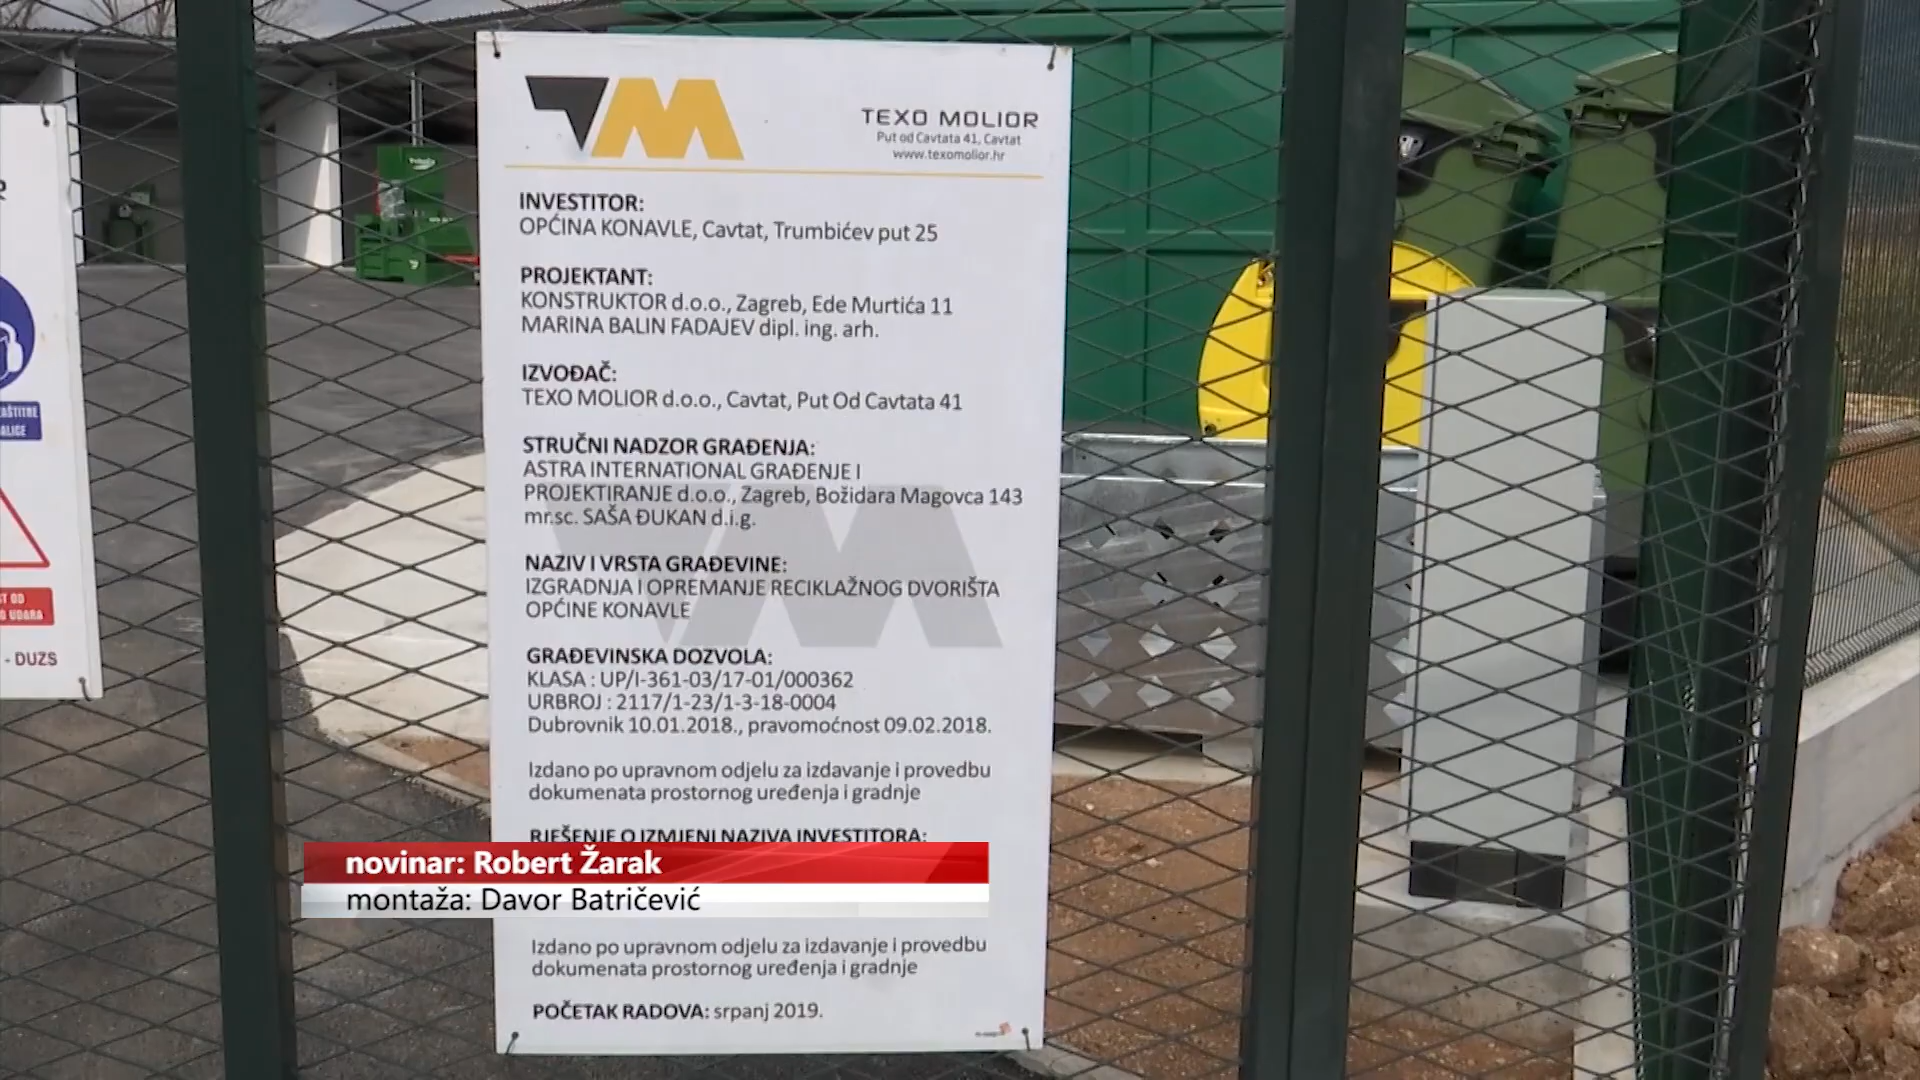 TM
TEXO MOLIOR
Put od Cavtata 41, Cavtat
www.texomolior.hr
INVESTITOR:
OPĆINA KONAVLE, Cavtat, Trumbićev put 25
PROJEKTANT:
KONSTRUKTOR d.o.o., Zagreb, Ede Murtića 11
MARINA BALIN FADAJEV dipl. ing. arh.
IZVOĐAČ:
TEXO MOLIOR d.o.o., Cavtat, Put Od Cavtata 41
STRUČNI NADZOR GRAĐENJA:
ASTRA INTERNATIONAL GRAĐENJE I
PROJEKTIRANJE d.o.o., Zagreb, Božidara Magovca 143
mr.sc. SAŠA ĐUKAN d.i.g.
NAZIV I VRSTA GRAĐEVINE:
IZGRADNJA I OPREMANJE RECIKLAŽNOG DVORIŠTA
OPĆINE KONAVLE
GRAĐEVINSKA DOZVOLA:
KLASA : UP/I-361-03/17-01/000362
URBROJ : 2117/1-23/1-3-18-0004
Dubrovnik 10.01.2018., pravomoćnost 09.02.2018.
Izdano po upravnom odjelu za izdavanje i provedbu
dokumenata prostornog uređenja i gradnje
RJEŠENJE O IZMJENI NAZIVA INVESTITORA:
novinar: Robert Žarak
montaža: Davor Batričević
Izdano po upravnom odjelu za izdavanje i provedbu
dokumenata prostornog uređenja i gradnje
POČETAK RADOVA: srpanj 2019.
- DUZS